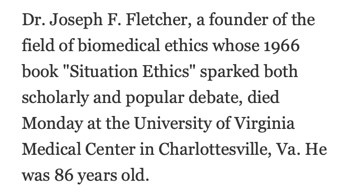 Dr. Joseph F. Fletcher, a founder of the
field of biomedical ethics whose 1966
book "Situation Ethics" sparked both
scholarly and popular debate, died
Monday at the University of Virginia
Medical Center in Charlottesville, Va. He
was 86 years old.